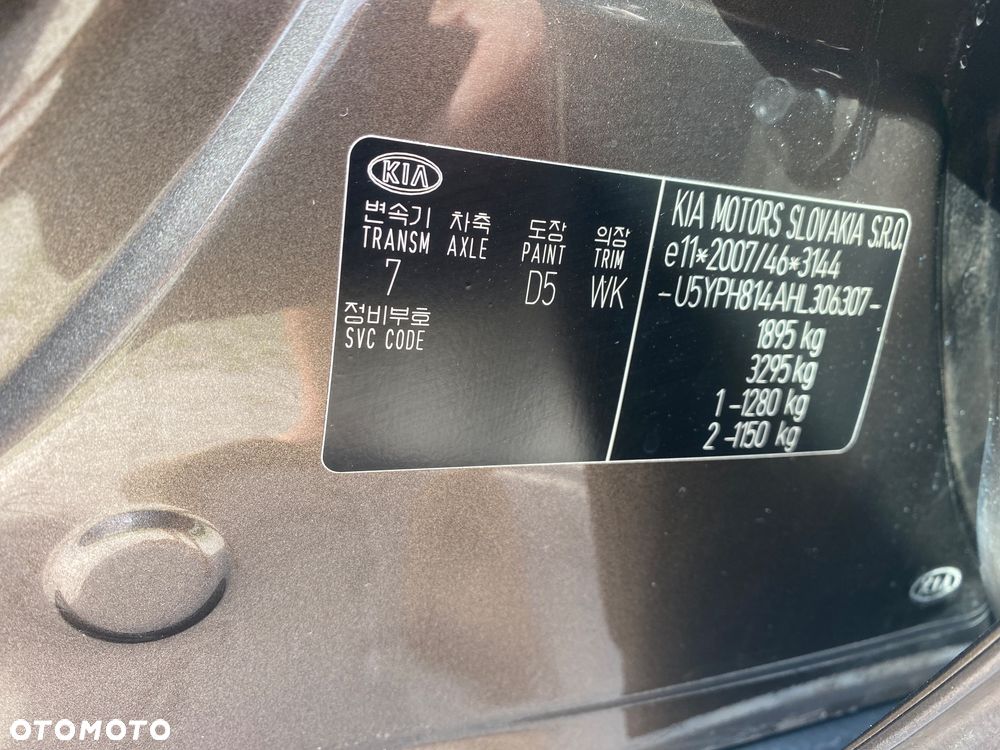 KIA
변속기 차축 도장 의장
TRANSM AXLE PAINT TRIM
7 D5 WK
정비부호
SVC CODE
KIA MOTORS SLOVAKIA S.R.O.
e11*2007/46*3144
-U5YPH814AHL306307-
1895 kg
3295 kg
1 -1280 kg
2 -1150 kg
KIA
OTOMOTO